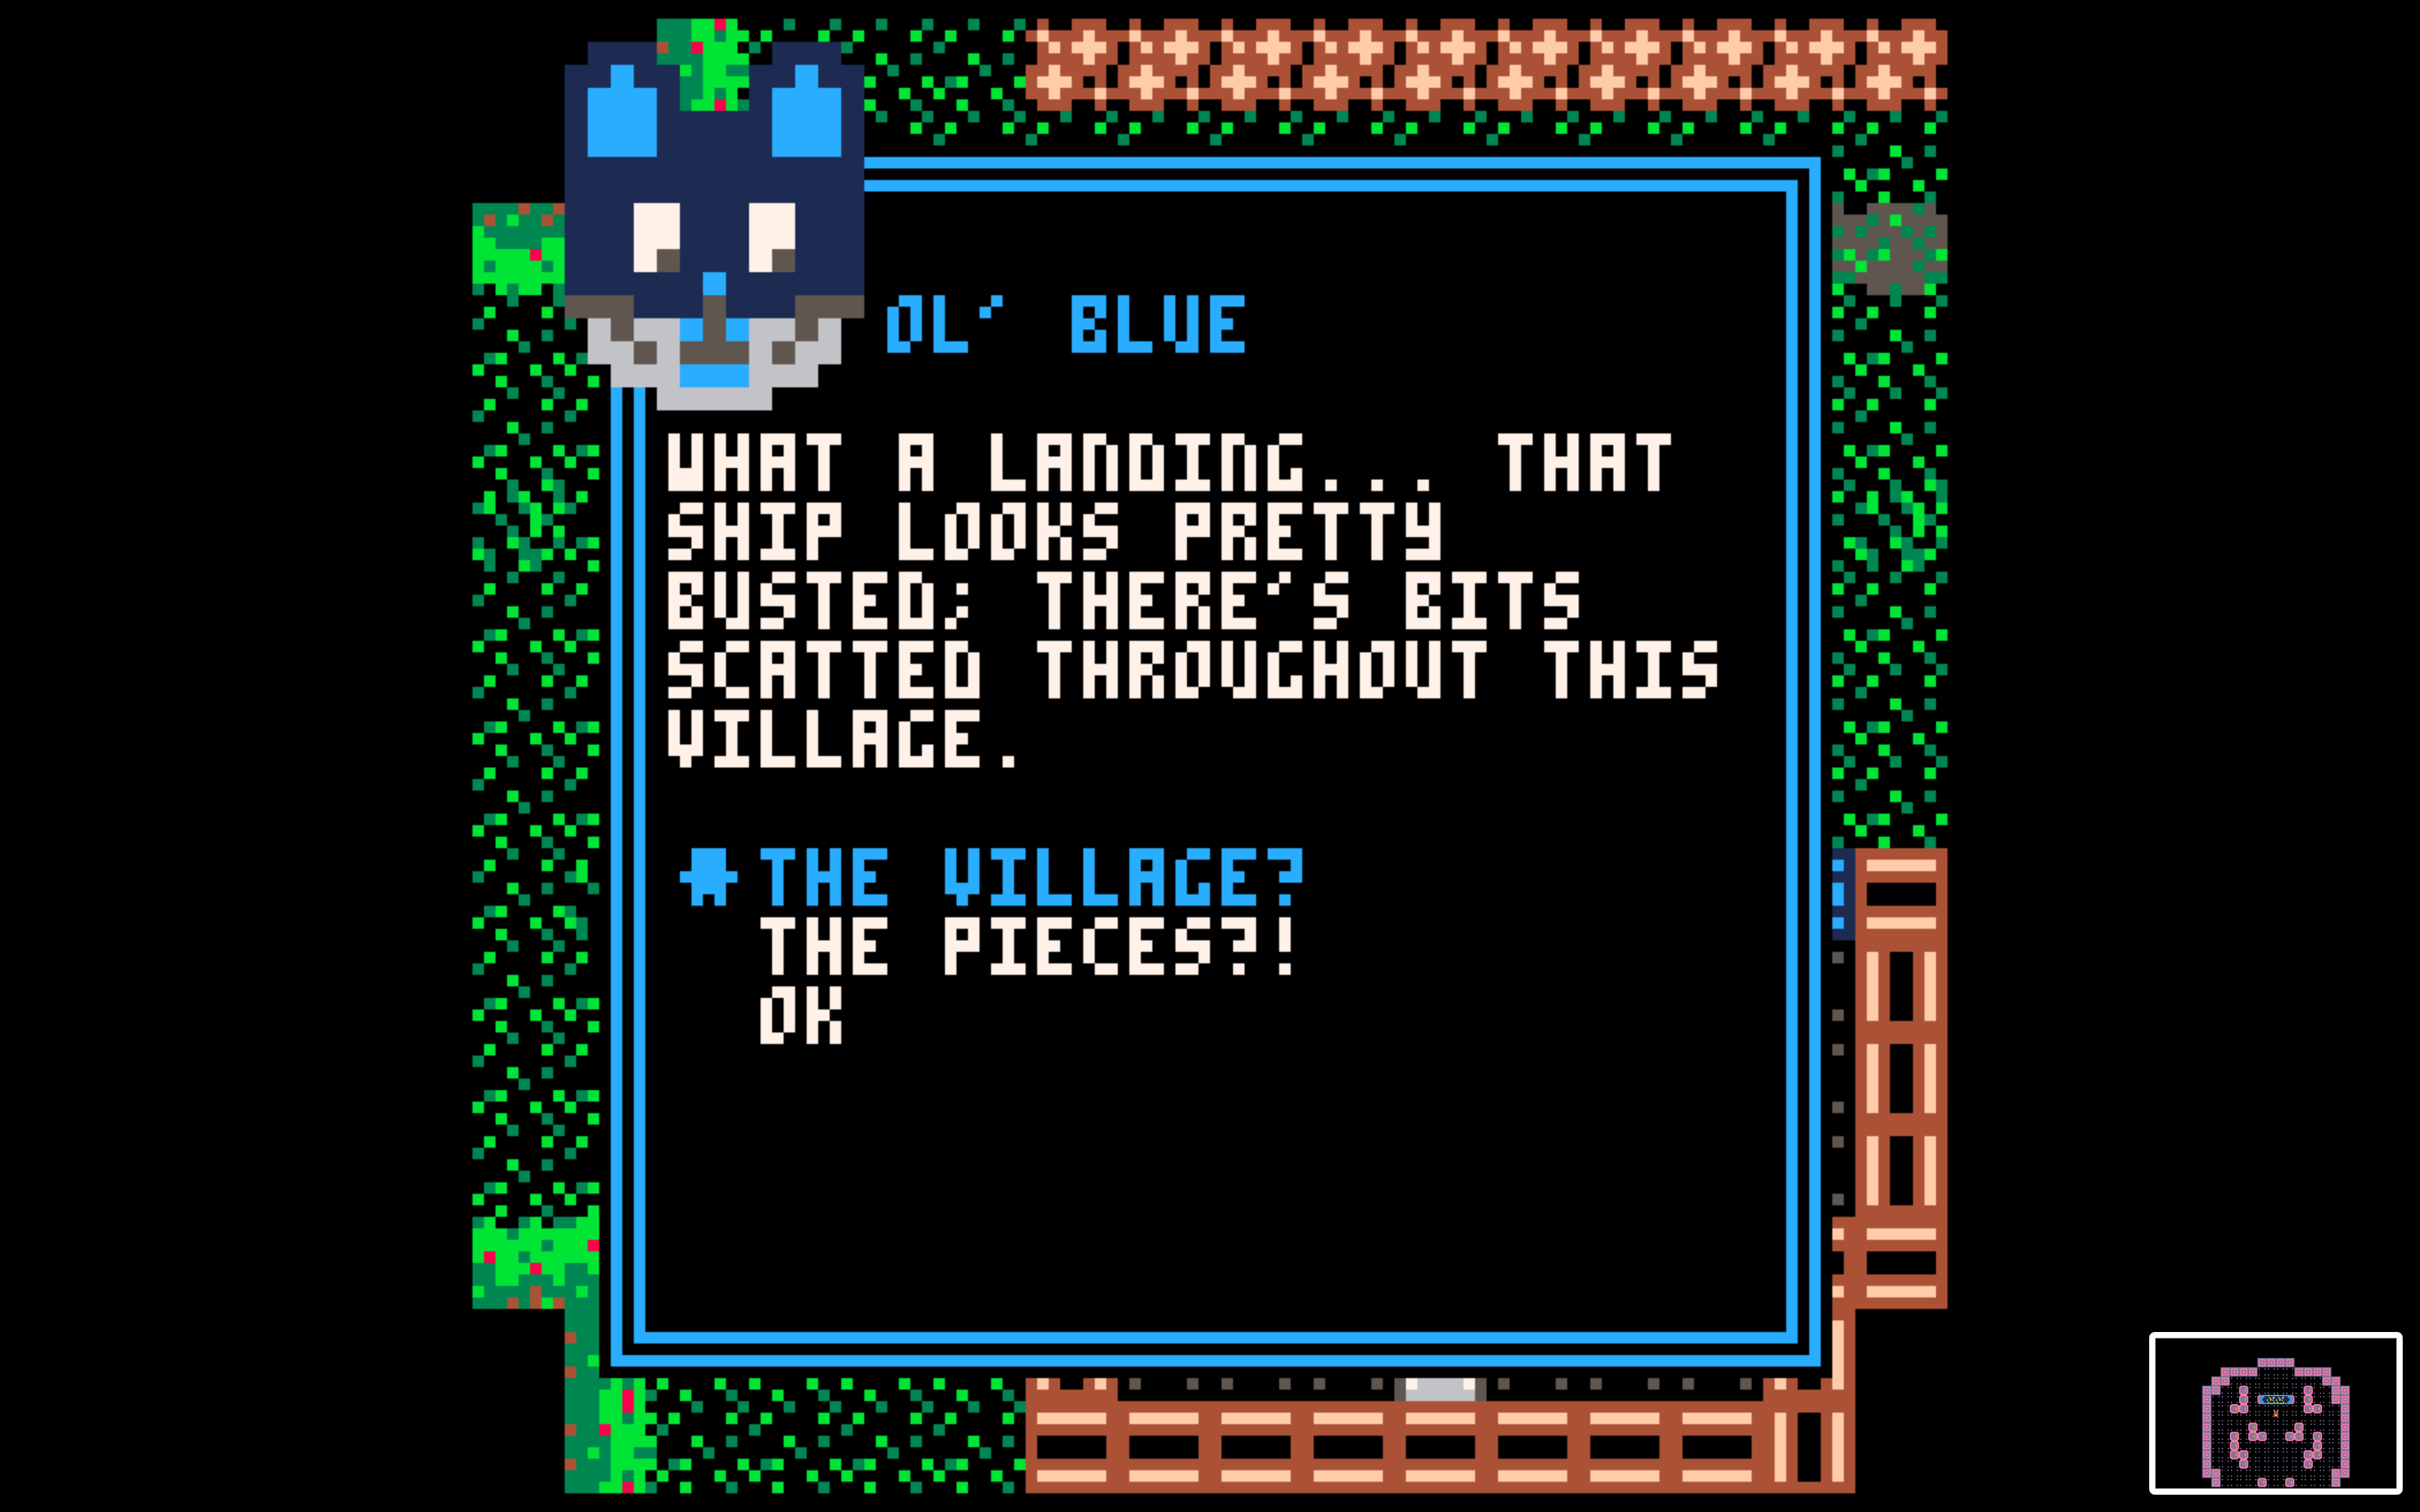 OL' BLUE
WHAT A LANDING... THAT
SHIP LOOKS PRETTY
BUSTED; THERE'S BITS
SCATTED THROUGHOUT THIS
VILLAGE.
THE VILLAGE?
THE PIECES?!
OK